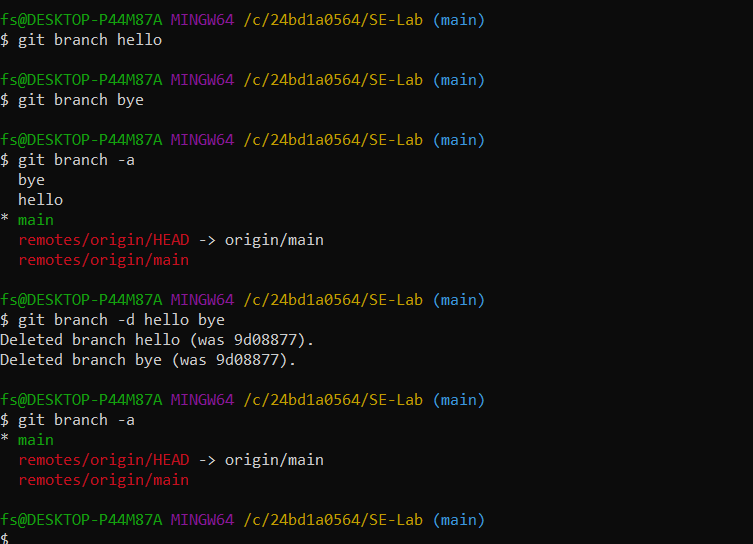 fs@DESKTOP-P44M87A MINGW64 /c/24bd1a0564/SE-Lab (main)
$ git branch hello
fs@DESKTOP-P44M87A MINGW64 /c/24bd1a0564/SE-Lab (main)
$ git branch bye
fs@DESKTOP-P44M87A MINGW64 /c/24bd1a0564/SE-Lab (main)
$ git branch -a
  bye
  hello
* main
  remotes/origin/HEAD -> origin/main
  remotes/origin/main
fs@DESKTOP-P44M87A MINGW64 /c/24bd1a0564/SE-Lab (main)
$ git branch -d hello bye
Deleted branch hello (was 9d08877).
Deleted branch bye (was 9d08877).
fs@DESKTOP-P44M87A MINGW64 /c/24bd1a0564/SE-Lab (main)
$ git branch -a
* main
  remotes/origin/HEAD -> origin/main
  remotes/origin/main
fs@DESKTOP-P44M87A MINGW64 /c/24bd1a0564/SE-Lab (main)
$